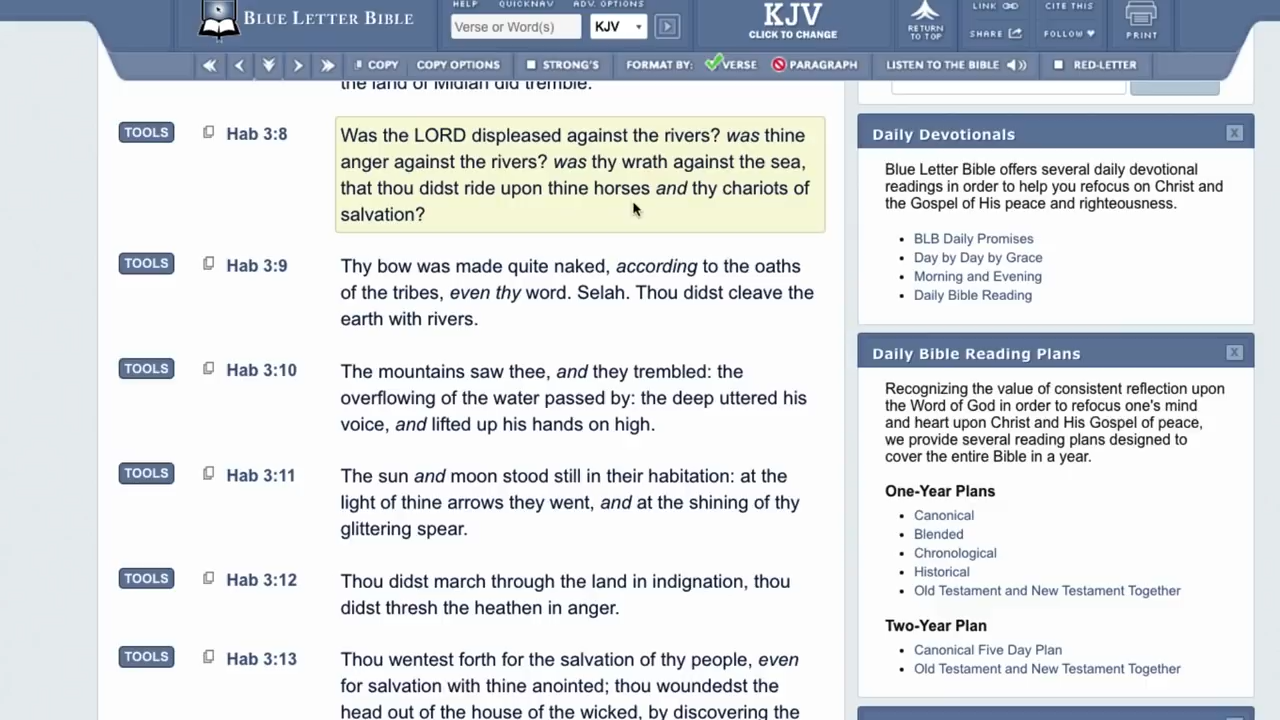 HELP QUICKNAV ADV. OPTIONS
BLUE LETTER BIBLE
Verse or Word(s)
KJV
KJV
CLICK TO CHANGE
RETURN
TO TOP
LINK
CITE THIS
SHARE
FOLLOW
PRINT
COPY
COPY OPTIONS
STRONG'S
FORMAT BY:
VERSE
PARAGRAPH
LISTEN TO THE BIBLE
RED-LETTER
the land of Midian did tremble.
TOOLS
Hab 3:8
Was the LORD displeased against the rivers? was thine
anger against the rivers? was thy wrath against the sea,
that thou didst ride upon thine horses and thy chariots of
salvation?
TOOLS
Hab 3:9
Thy bow was made quite naked, according to the oaths
of the tribes, even thy word. Selah. Thou didst cleave the
earth with rivers.
TOOLS
Hab 3:10
The mountains saw thee, and they trembled: the
overflowing of the water passed by: the deep uttered his
voice, and lifted up his hands on high.
TOOLS
Hab 3:11
The sun and moon stood still in their habitation: at the
light of thine arrows they went, and at the shining of thy
glittering spear.
TOOLS
Hab 3:12
Thou didst march through the land in indignation, thou
didst thresh the heathen in anger.
TOOLS
Hab 3:13
Thou wentest forth for the salvation of thy people, even
for salvation with thine anointed; thou woundedst the
head out of the house of the wicked, by discovering the
Daily Devotionals
X
Blue Letter Bible offers several daily devotional
readings in order to help you refocus on Christ and
the Gospel of His peace and righteousness.
• BLB Daily Promises
• Day by Day by Grace
• Morning and Evening
• Daily Bible Reading
Daily Bible Reading Plans
X
Recognizing the value of consistent reflection upon
the Word of God in order to refocus one's mind
and heart upon Christ and His Gospel of peace,
we provide several reading plans designed to
cover the entire Bible in a year.
One-Year Plans
• Canonical
• Blended
• Chronological
• Historical
• Old Testament and New Testament Together
Two-Year Plan
• Canonical Five Day Plan
• Old Testament and New Testament Together